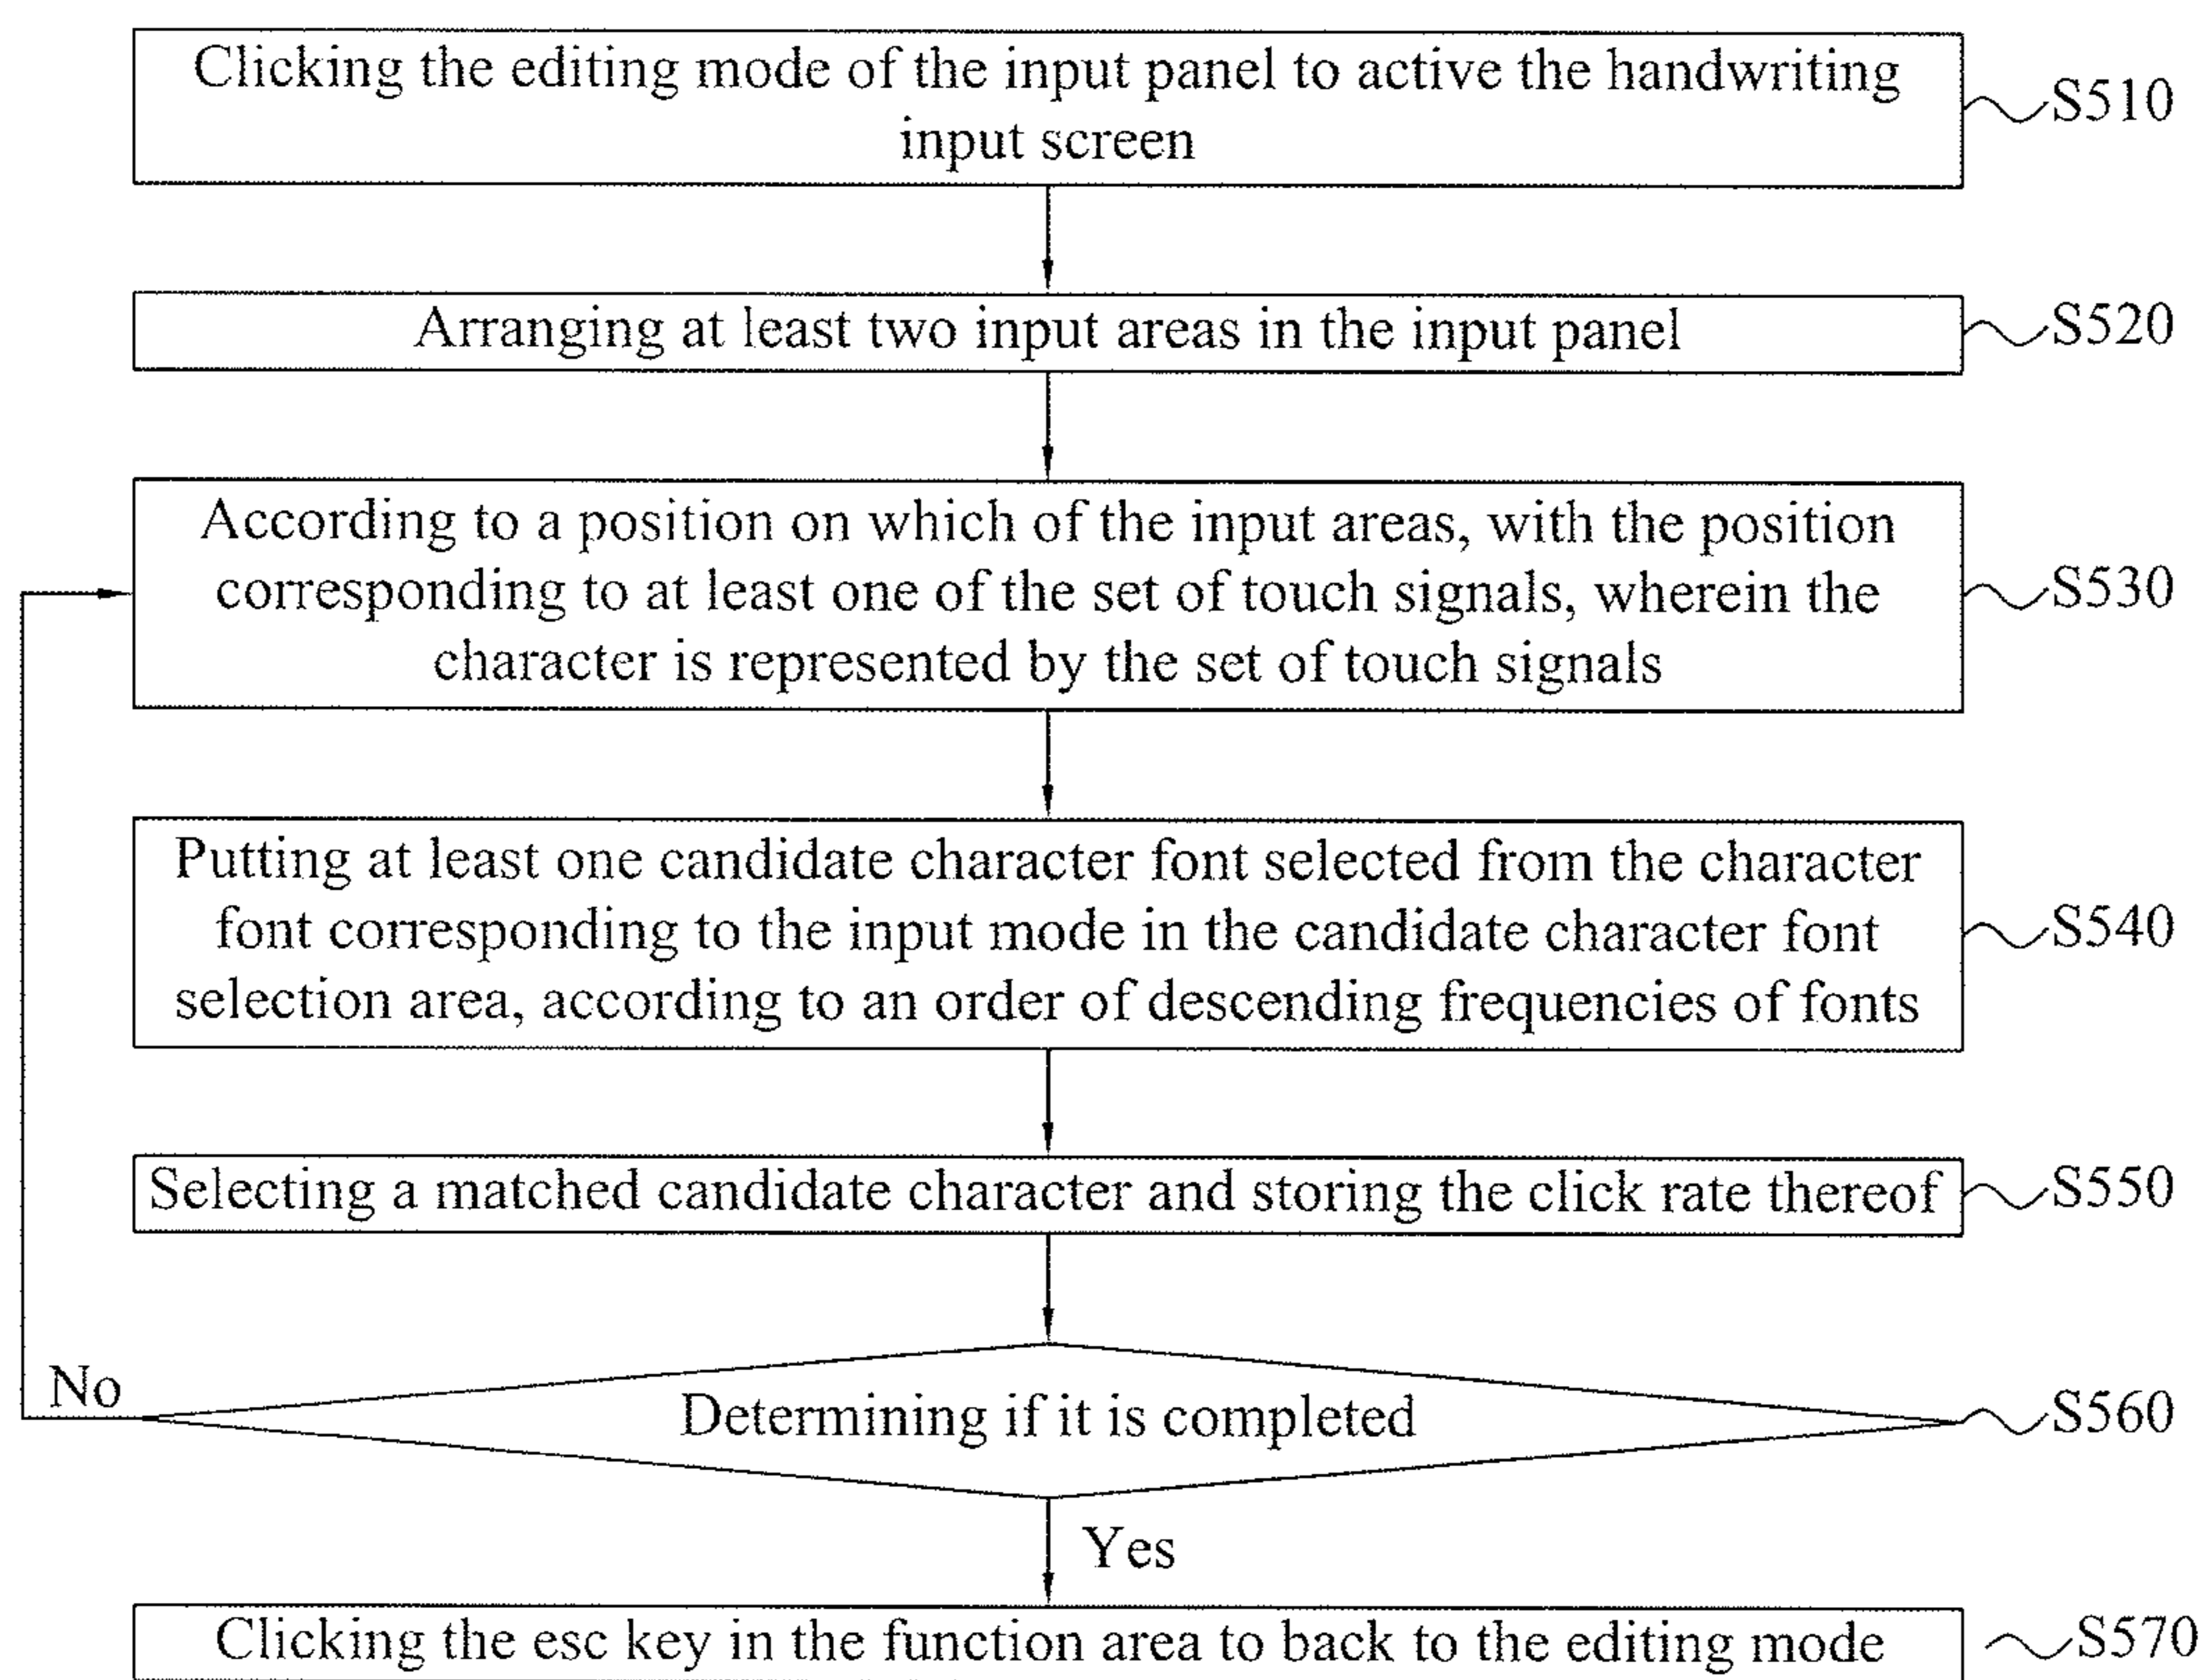 Clicking the editing mode of the input panel to active the handwriting
input screen
S510
Arranging at least two input areas in the input panel
S520
According to a position on which of the input areas, with the position
corresponding to at least one of the set of touch signals, wherein the
character is represented by the set of touch signals
S530
Putting at least one candidate character font selected from the character
font corresponding to the input mode in the candidate character font
selection area, according to an order of descending frequencies of fonts
S540
Selecting a matched candidate character and storing the click rate thereof
S550
No
Determining if it is completed
S560
Yes
Clicking the esc key in the function area to back to the editing mode
S570